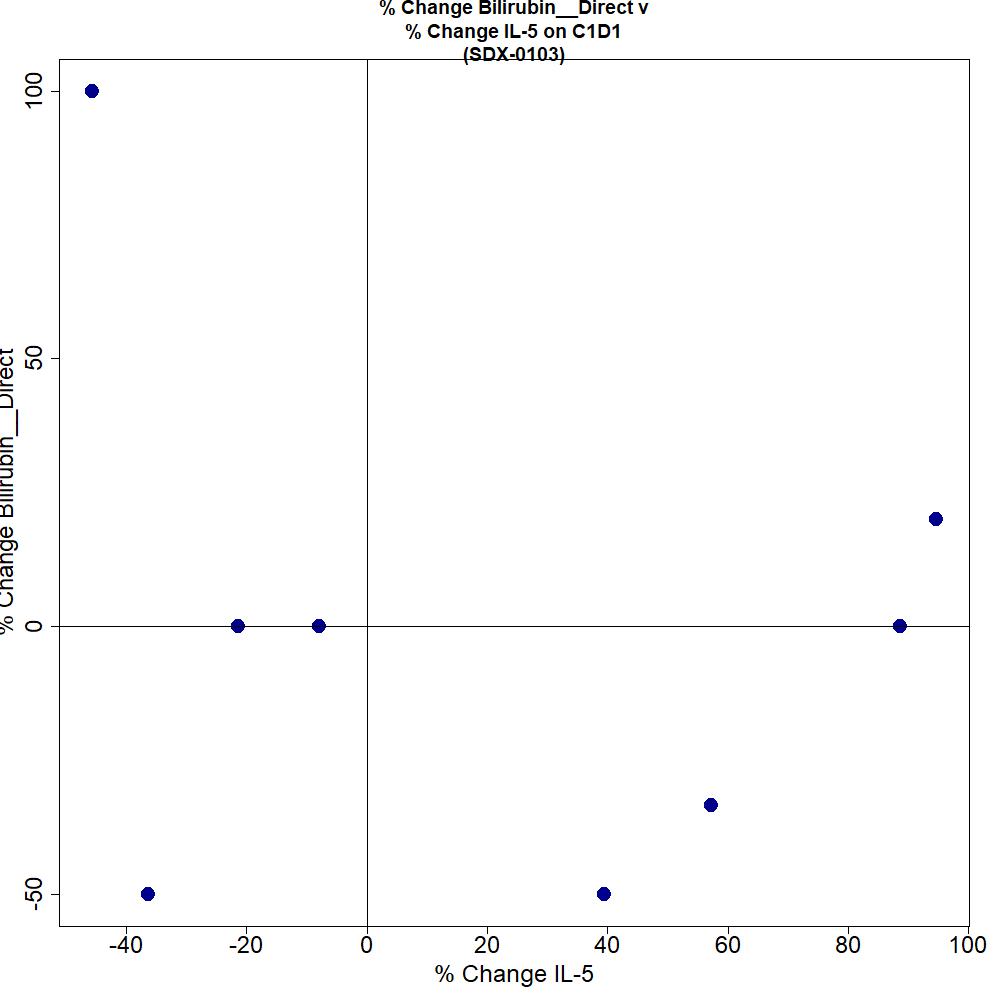 % Change Bilirubin__Direct v
% Change IL-5 on C1D1
(SDX-0103)
% Change Bilirubin__Direct
100
50
0
-50
-40
-20
0
20
40
60
80
100
% Change IL-5